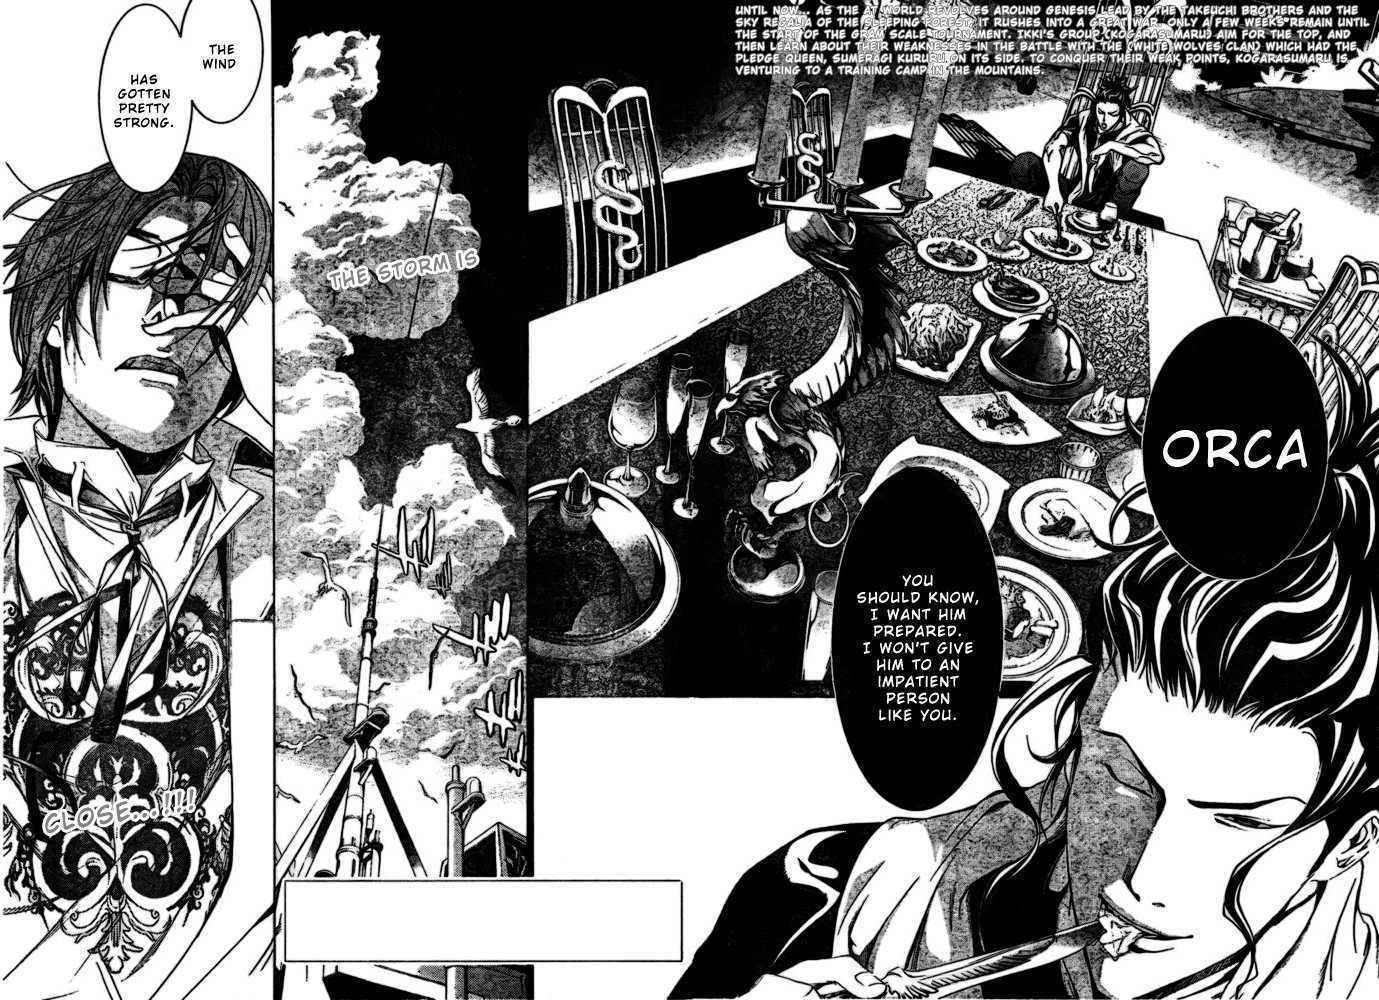 UNTIL NOW... AS THE AT WORLD REVOLVES AROUND GENESIS LEAD BY THE TAKEUCHI BROTHERS AND THE
SKY REGALIA OF THE SLEEPING FOREST, IT RUSHES INTO A GREAT WAR. ONLY A FEW WEEKS REMAIN UNTIL
THE START OF THE GRAM SCALE TOURNAMENT. IKKI'S GROUP (KOGARASUMARU) AIM FOR THE TOP, AND
THEN LEARN ABOUT THEIR WEAKNESSES IN THE BATTLE WITH THE (WHITE WOLVES CLAN) WHICH HAD THE
PLEDGE QUEEN, SUMERAGI KURURU ON ITS SIDE. TO CONQUER THEIR WEAK POINTS, KOGARASUMARU IS
VENTURING TO A TRAINING CAMP IN THE MOUNTAINS.
ORCA
YOU
SHOULD KNOW,
I WANT HIM
PREPARED.
I WON'T GIVE
HIM TO AN
IMPATIENT
PERSON
LIKE YOU.
THE STORM IS
THE
WIND
HAS
GOTTEN
PRETTY
STRONG.
CLOSE...!!!